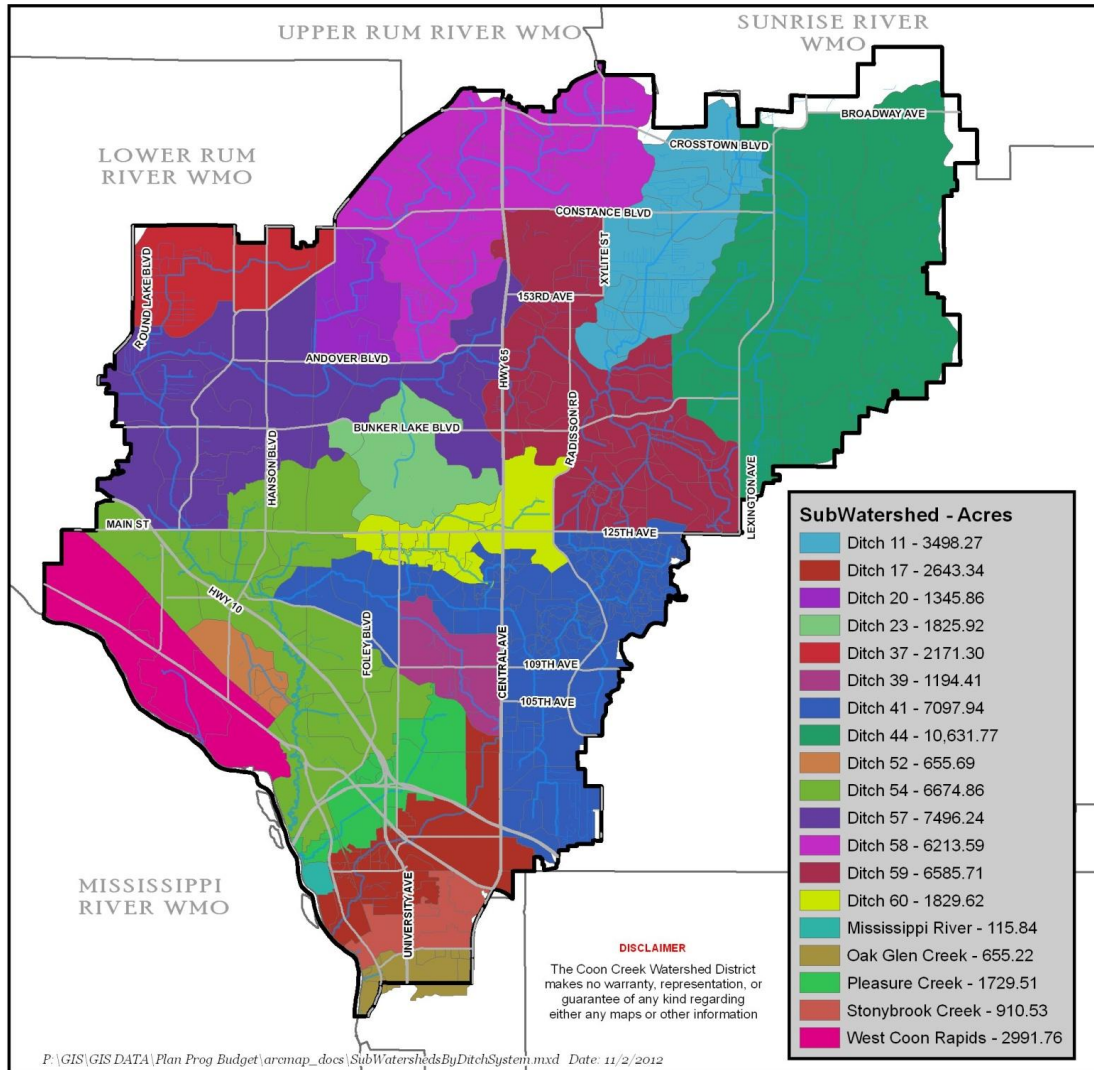 UPPER RUM RIVER WMO
SUNRISE RIVER
WMO
BROADWAY AVE
CROSSTOWN BLVD
LOWER RUM
RIVER WMO
CONSTANCE BLVD
ROUND LAKE BLVD
XYLITE ST
153RD AVE
ANDOVER BLVD
HWY 65
RADISSON RD
BUNKER LAKE BLVD
HANSON BLVD
LEXINGTON AVE
MAIN ST
125TH AVE
HWY 10
FOLEY BLVD
CENTRAL AVE
109TH AVE
105TH AVE
UNIVERSITY AVE
MISSISSIPPI
RIVER WMO
SubWatershed - Acres
Ditch 11 - 3498.27
Ditch 17 - 2643.34
Ditch 20 - 1345.86
Ditch 23 - 1825.92
Ditch 37 - 2171.30
Ditch 39 - 1194.41
Ditch 41 - 7097.94
Ditch 44 - 10,631.77
Ditch 52 - 655.69
Ditch 54 - 6674.86
Ditch 57 - 7496.24
Ditch 58 - 6213.59
Ditch 59 - 6585.71
Ditch 60 - 1829.62
Mississippi River - 115.84
Oak Glen Creek - 655.22
Pleasure Creek - 1729.51
Stonybrook Creek - 910.53
West Coon Rapids - 2991.76
DISCLAIMER
The Coon Creek Watershed District
makes no warranty, representation, or
guarantee of any kind regarding
either any maps or other information
P:\GIS\GIS DATA\Plan Prog Budget\arcmap_docs\SubWatershedsByDitchSystem.mxd Date: 11/2/2012